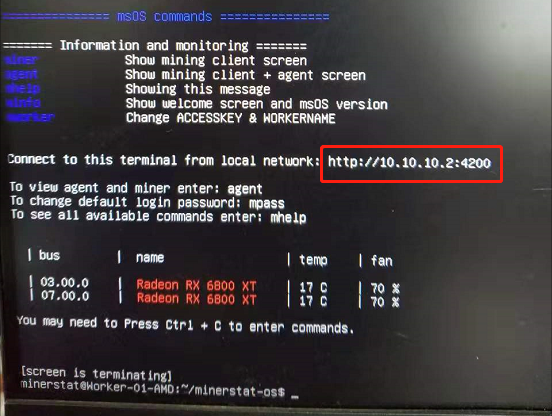 =============== msOS commands ===============
======= Information and monitoring =======
miner Show mining client screen
agent Show mining client + agent screen
mhelp Showing this message
winfo Show welcome screen and msOS version
mworker Change ACCESSKEY & WORKERNAME
Connect to this terminal from local network: http://10.10.10.2:4200
To view agent and miner enter: agent
To change default login password: mpass
To see all available commands enter: mhelp
| bus | name | temp | fan
| 03.00.0 | Radeon RX 6800 XT | 17 C | 70 %
| 07.00.0 | Radeon RX 6800 XT | 17 C | 70 %
You may need to Press Ctrl + C to enter commands.
[screen is terminating]
minerstat@Worker-01-AMD:~/minerstat-os$ _